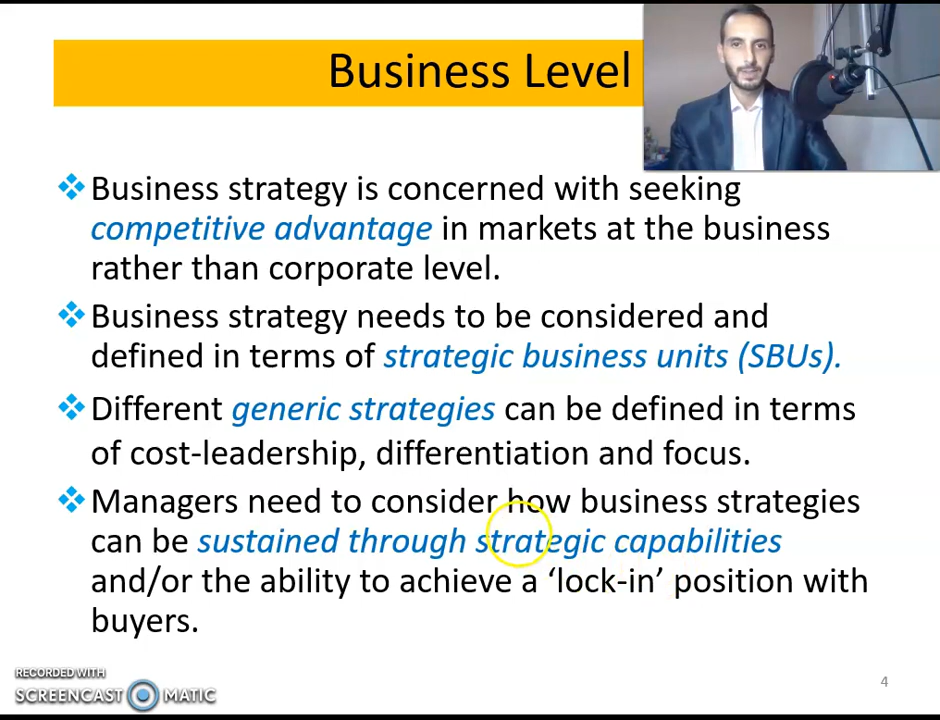 Business Level
Business strategy is concerned with seeking
competitive advantage in markets at the business
rather than corporate level.
Business strategy needs to be considered and
defined in terms of strategic business units (SBUs).
Different generic strategies can be defined in terms
of cost-leadership, differentiation and focus.
Managers need to consider how business strategies
can be sustained through strategic capabilities
and/or the ability to achieve a ‘lock-in’ position with
buyers.
RECORDED WITH
SCREENCAST MATIC
4